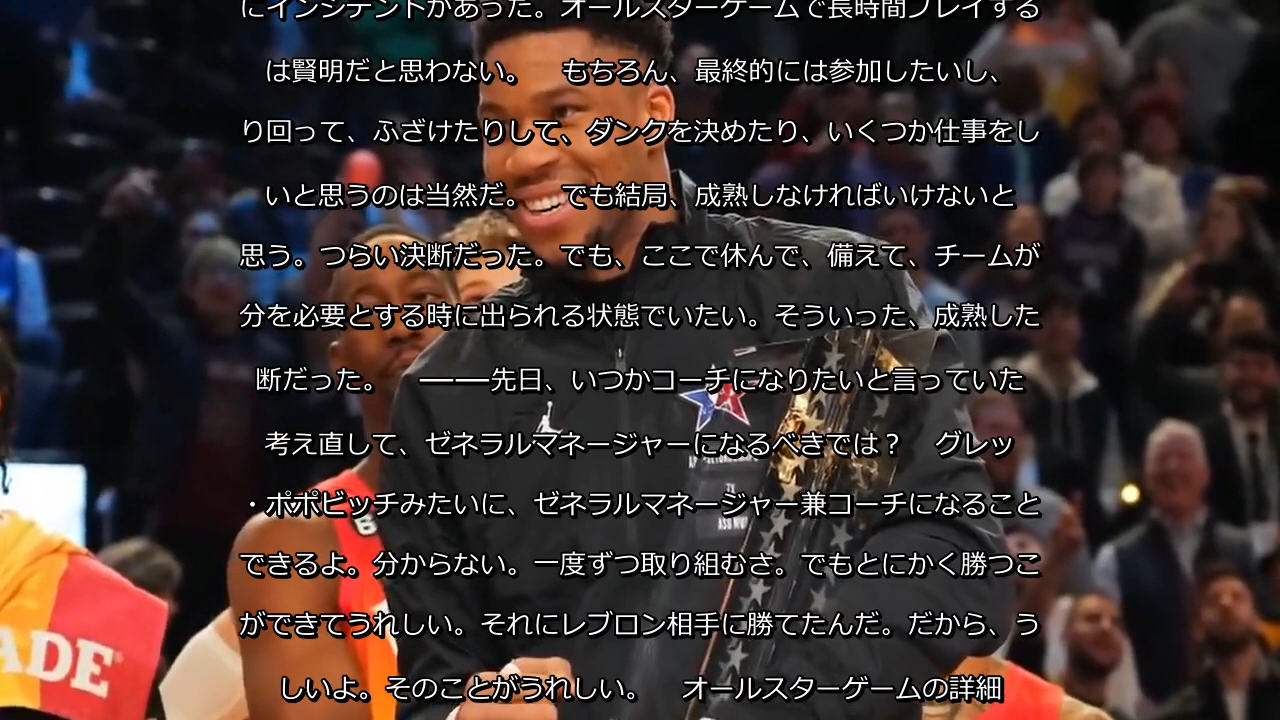 にインシデントがあった。オールスターゲームで長時間プレイする
は賢明だと思わない。　もちろん、最終的には参加したいし、
り回って、ふざけたりして、ダンクを決めたり、いくつか仕事をし
いと思うのは当然だ。　でも結局、成熟しなければいけないと
思う。つらい決断だった。でも、ここで休んで、備えて、チームが
分を必要とする時に出られる状態でいたい。そういった、成熟した
断だった。　――先日、いつかコーチになりたいと言っていた
考え直して、ゼネラルマネージャーになるべきでは？　グレッ
・ポポビッチみたいに、ゼネラルマネージャー兼コーチになること
できるよ。分からない。一度ずつ取り組むさ。でもとにかく勝つこ
ができてうれしい。それにレブロン相手に勝てたんだ。だから、う
しいよ。そのことがうれしい。　オールスターゲームの詳細
ADE